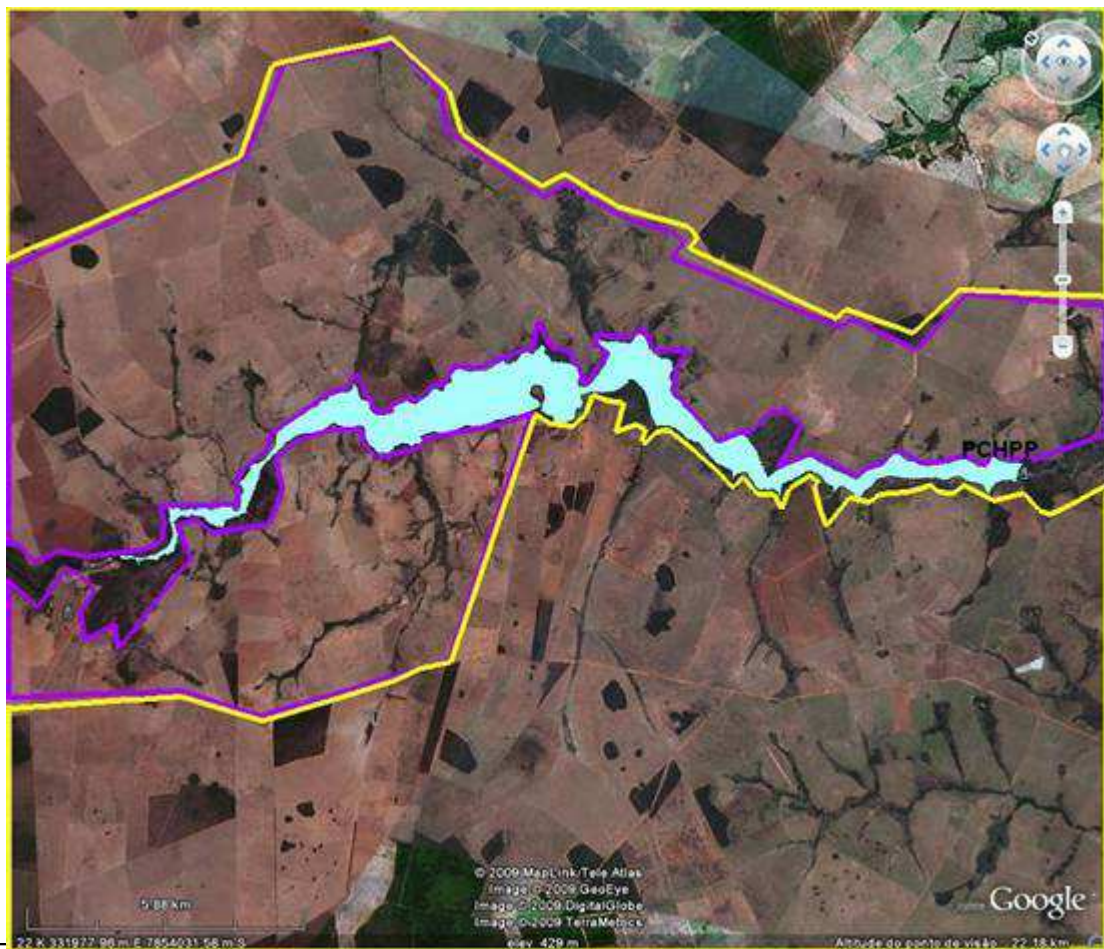 PCHPP
© 2009 MapLink/Tele Atlas
Image © 2009 GeoEye
Image © 2009 DigitalGlobe
Image © 2009 TerraMetrics
Google
5.88 km
22 K 331977.96 m E 7854031.58 m S
elev 429 m
Altitude do ponto de visão 22.18 km